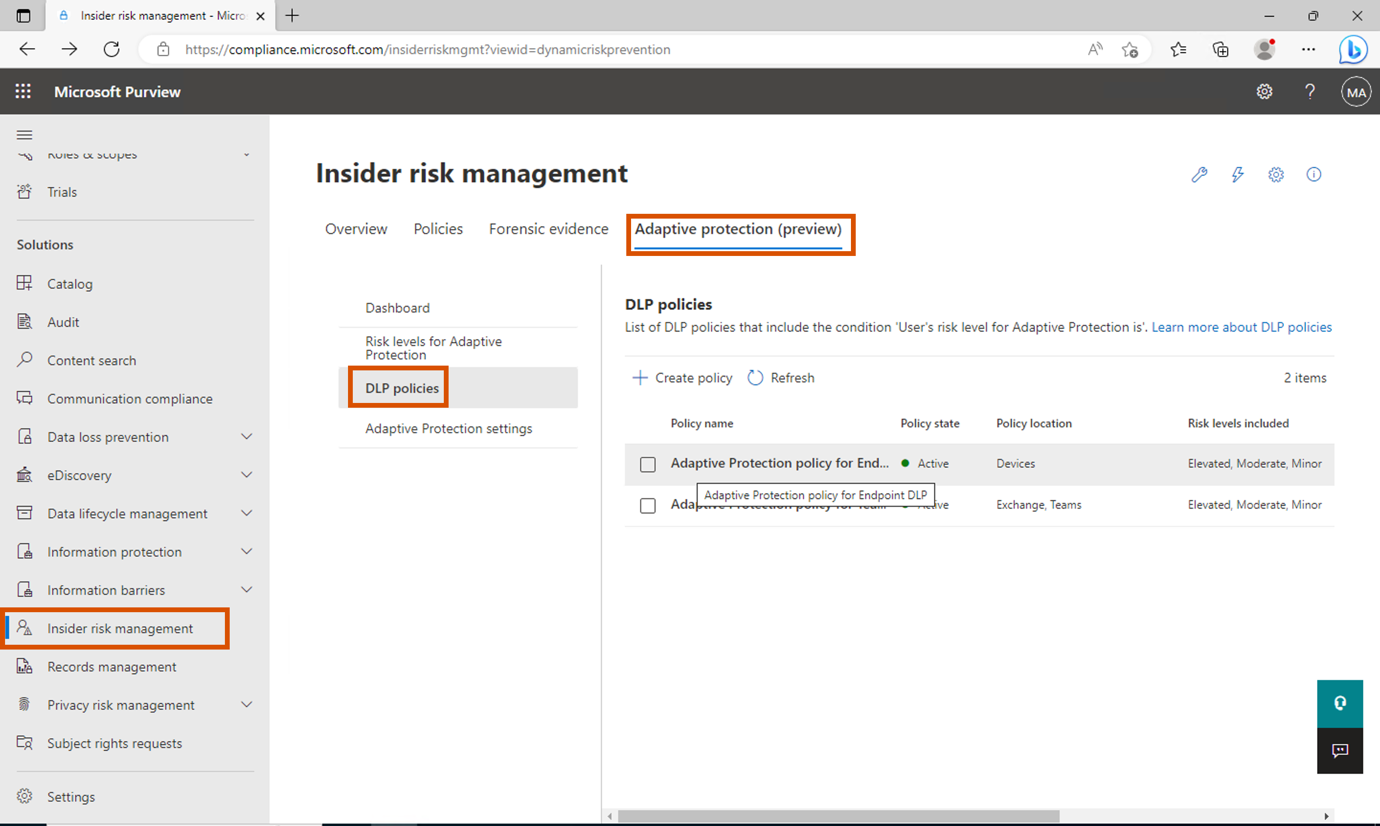 Insider risk management - Micro
https://compliance.microsoft.com/insiderriskmgmt?viewid=dynamicriskprevention
Microsoft Purview
MA
Roles & scopes
Trials
Solutions
Catalog
Audit
Content search
Communication compliance
Data loss prevention
eDiscovery
Data lifecycle management
Information protection
Information barriers
Insider risk management
Records management
Privacy risk management
Subject rights requests
Settings
Insider risk management
Overview Policies Forensic evidence Adaptive protection (preview)
Dashboard
Risk levels for Adaptive
Protection
DLP policies
Adaptive Protection settings
DLP policies
List of DLP policies that include the condition 'User's risk level for Adaptive Protection is'. Learn more about DLP policies
Create policy Refresh 2 items
Policy name Policy state Policy location Risk levels included
Adaptive Protection policy for End... Active Devices Elevated, Moderate, Minor
Adaptive Protection policy for Endpoint DLP
Exchange, Teams Elevated, Moderate, Minor